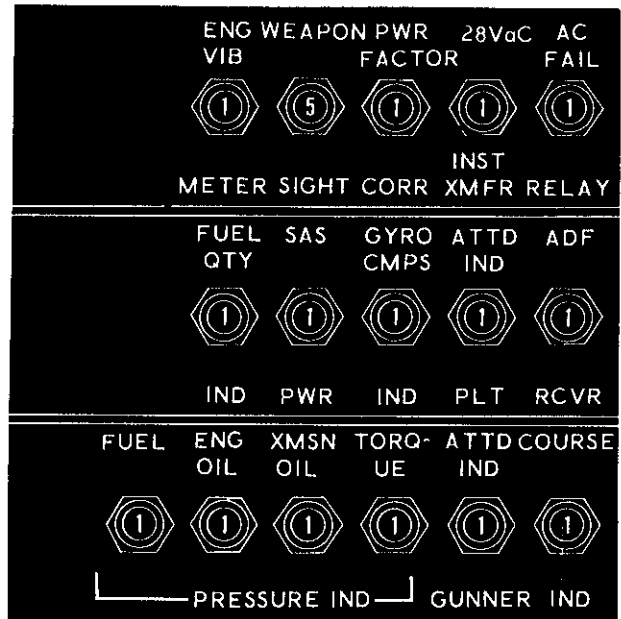 ENG WEAPON PWR 28VaC AC
VIB FACTOR FAIL
1 5 1 1 1
INST
METER SIGHT CORR XMFR RELAY
FUEL SAS GYRO ATTD ADF
QTY CMPS IND
1 1 1 1 1
IND PWR IND PLT RCVR
FUEL ENG XMSN TORQ- ATTD COURSE
OIL OIL UE IND
1 1 1 1 1 1
PRESSURE IND GUNNER IND